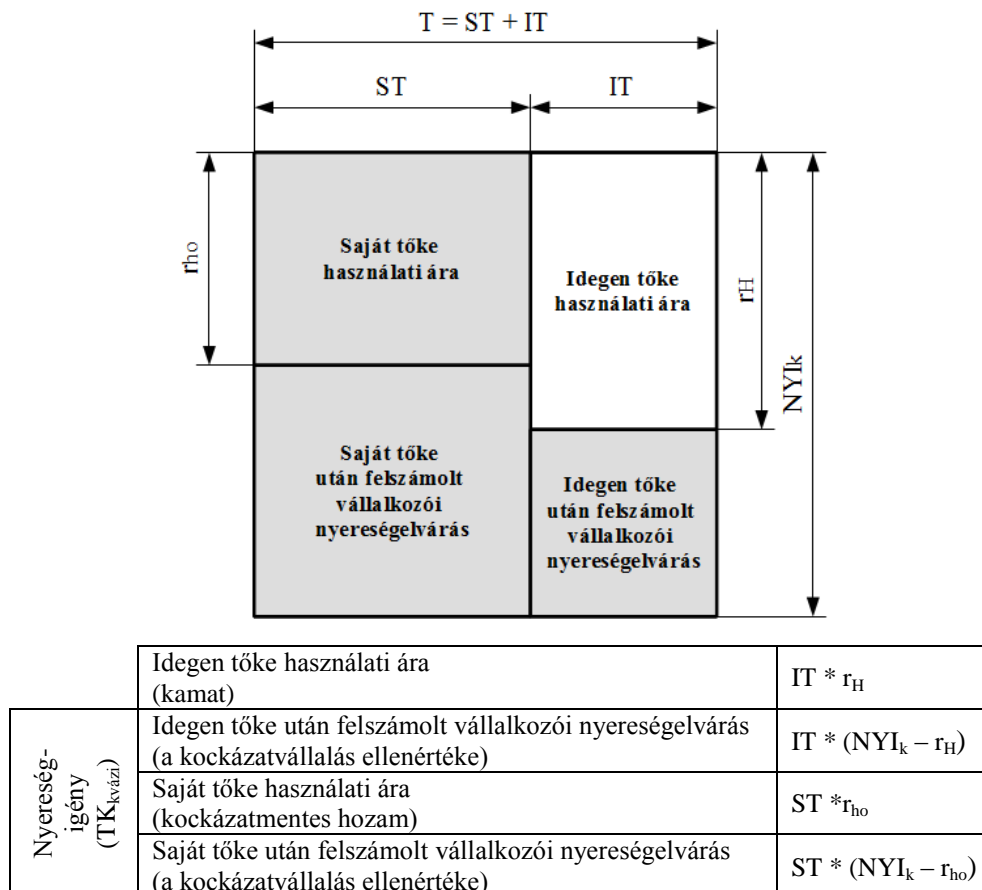 T = ST + IT
ST IT
Saját tőke
használati ára
Idegen tőke
használati ára
rho
rH
NYIk
Saját tőke
után felszámolt
vállalkozói
nyereségelvárás
Idegen tőke
után felszámolt
vállalkozói
nyereségelvárás
Idegen tőke használati ára
(kamat)
IT * rH
Nyereség-
igény
(TKkvázi)
Idegen tőke után felszámolt vállalkozói nyereségelvárás
(a kockázatvállalás ellenértéke)
IT * (NYIk – rH)
Saját tőke használati ára
(kockázatmentes hozam)
ST *rho
Saját tőke után felszámolt vállalkozói nyereségelvárás
(a kockázatvállalás ellenértéke)
ST * (NYIk – rho)